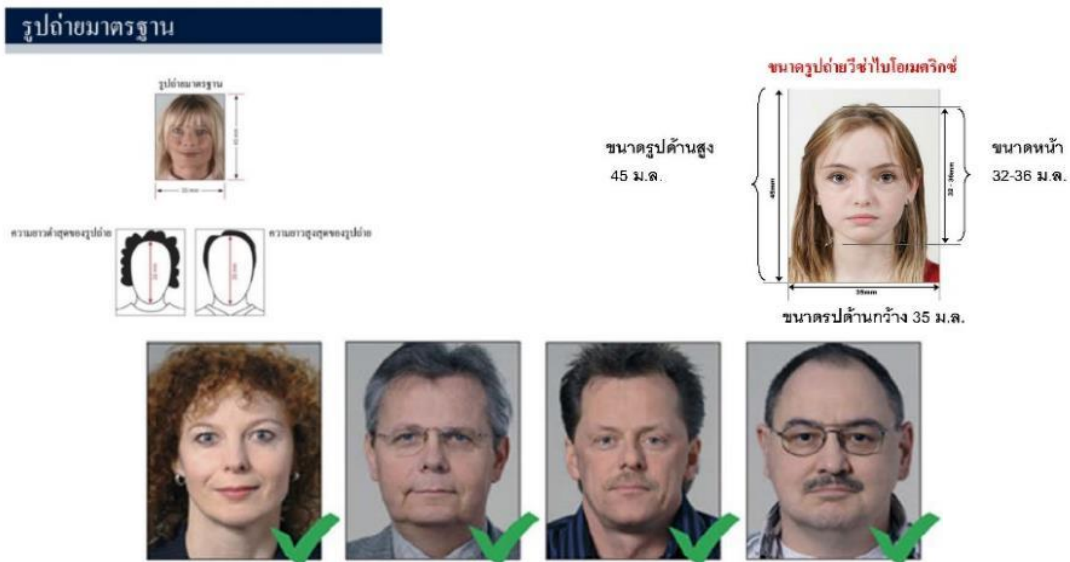 รูปถ่ายมาตรฐาน
รูปถ่ายมาตรฐาน
ขนาดรูปถ่ายวีซ่าไบโอเมตริกซ์
ขนาดรูปด้านสูง
45 ม.ล.
45mm
32 - 36mm
ขนาดหน้า
32-36 ม.ล.
35mm
ขนาดรปด้านกว้าง 35 ม.ล.
ความยาวต่ำสุดของรูปถ่าย
ความยาวสูงสุดของรูปถ่าย